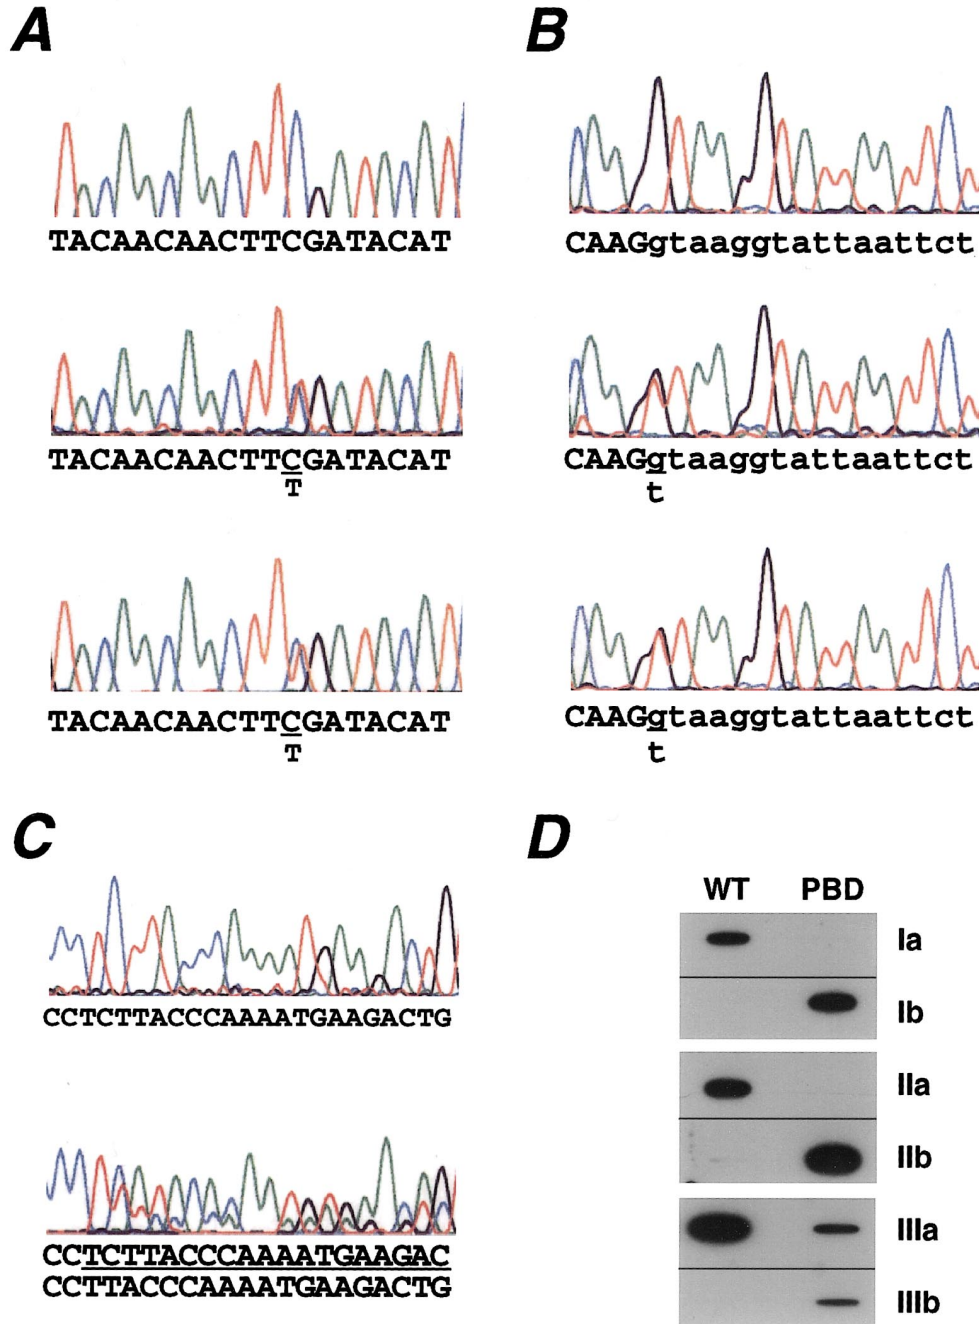 A
B
TACAACAACTTCGATACAT
CAAGgtaaggtattaattct
TACAACAACTTCGATACAT
T
CAAGgtaaggtattaattct
t
TACAACAACTTCGATACAT
T
CAAGgtaaggtattaattct
t
C
D
WT PBD
Ia
Ib
IIa
IIb
IIIa
IIIb
CCTCTTACCCAAAATGAAGACTG
CCTCTTACCCAAAATGAAGAC
CCTTACCCAAAATGAAGACTG